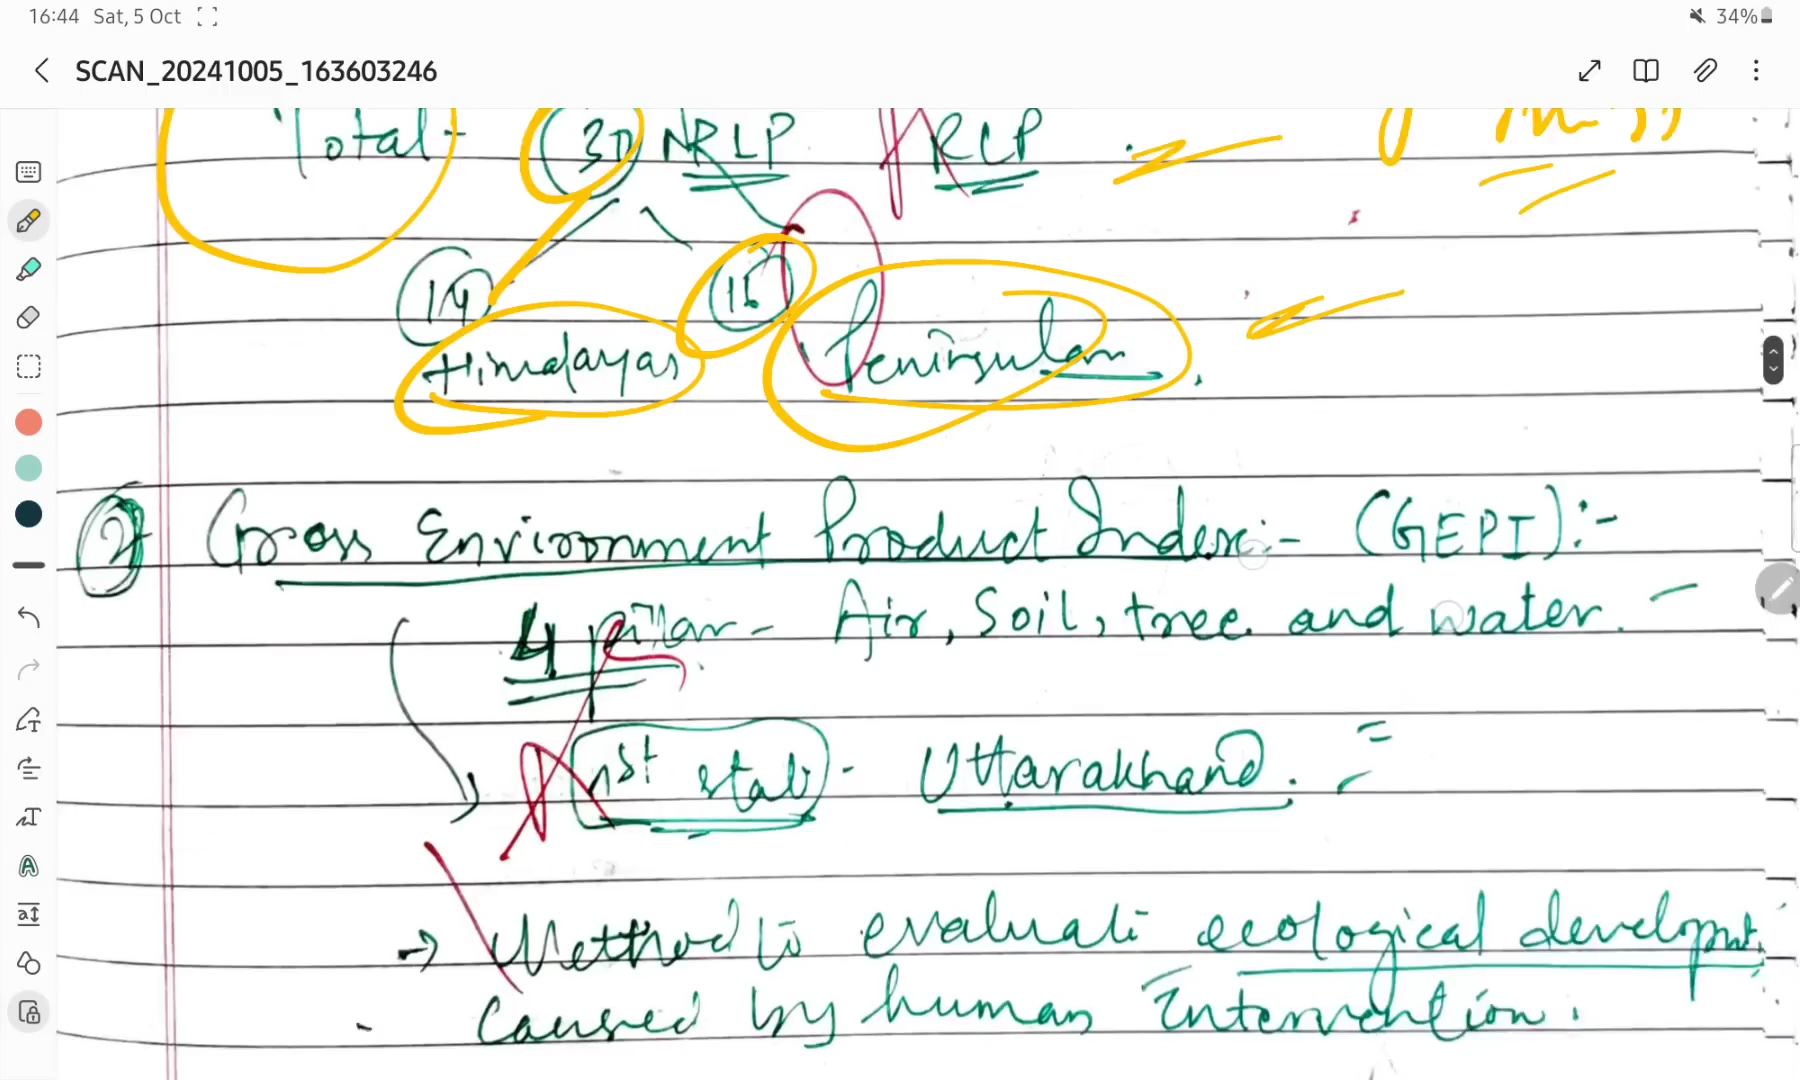 16:44 Sat, 5 Oct 34%
SCAN_20241005_163603246
Total - 30 NRLP RLP
14 16
Himalayas Peninsular.
2 Gross Environment Product Index:- (GEPI):-
4 pillar - Air, Soil, tree and water.
1st state - Uttarakhand.
→ Method to evaluate ecological developmt.
caused by human Intervention.